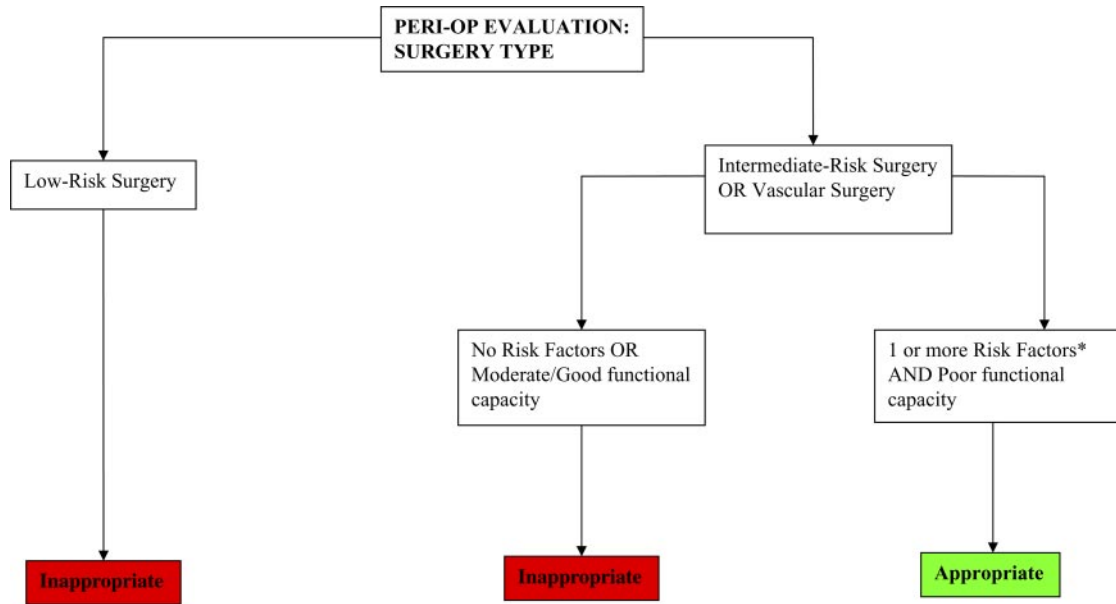 PERI-OP EVALUATION:
SURGERY TYPE
Low-Risk Surgery
Intermediate-Risk Surgery
OR Vascular Surgery
No Risk Factors OR
Moderate/Good functional
capacity
1 or more Risk Factors*
AND Poor functional
capacity
Inappropriate
Inappropriate
Appropriate